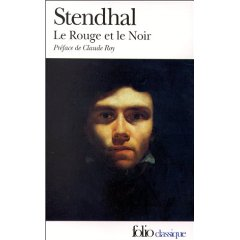 Stendhal
Le Rouge et le Noir
Préface de Claude Roy
folio classique